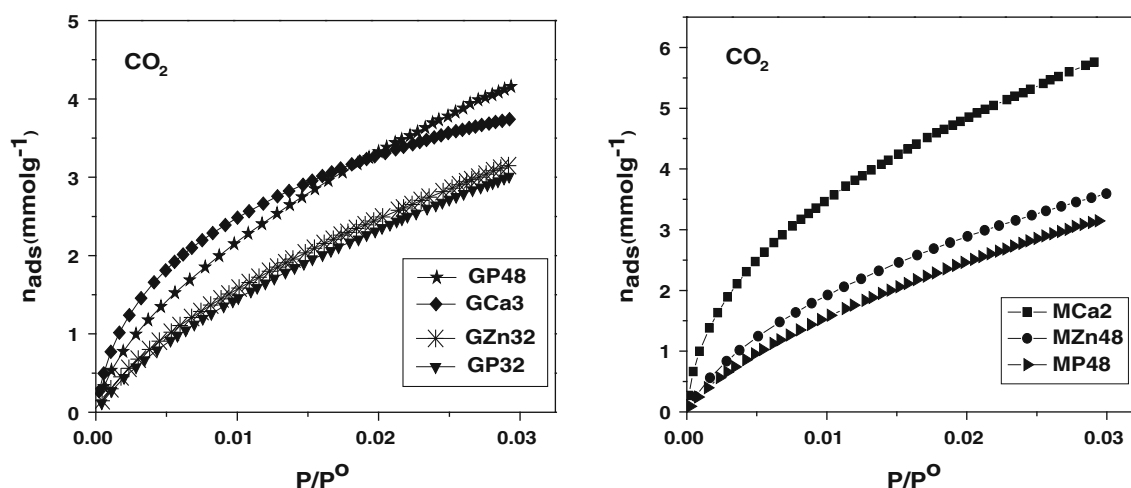 CO2
5
4
3
2
1
0
nads(mmolg-1)
GP48
GCa3
GZn32
GP32
0.00 0.01 0.02 0.03
P/PO
CO2
6
5
4
3
2
1
0
nads(mmolg-1)
MCa2
MZn48
MP48
0.00 0.01 0.02 0.03
P/PO